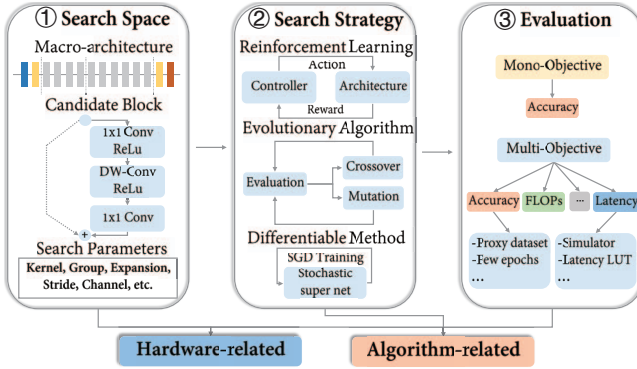 ① Search Space
Macro-architecture
Candidate Block
1x1 Conv
ReLu
DW-Conv
ReLu
1x1 Conv
+
Search Parameters
Kernel, Group, Expansion,
Stride, Channel, etc.
② Search Strategy
Reinforcement Learning
Action
Controller
Architecture
Reward
Evolutionary Algorithm
Evaluation
Crossover
Mutation
Differentiable Method
SGD Training
Stochastic
super net
③ Evaluation
Mono-Objective
Accuracy
Multi-Objective
Accuracy
FLOPs
...
Latency
-Proxy dataset
-Few epochs
...
-Simulator
-Latency LUT
...
Hardware-related
Algorithm-related